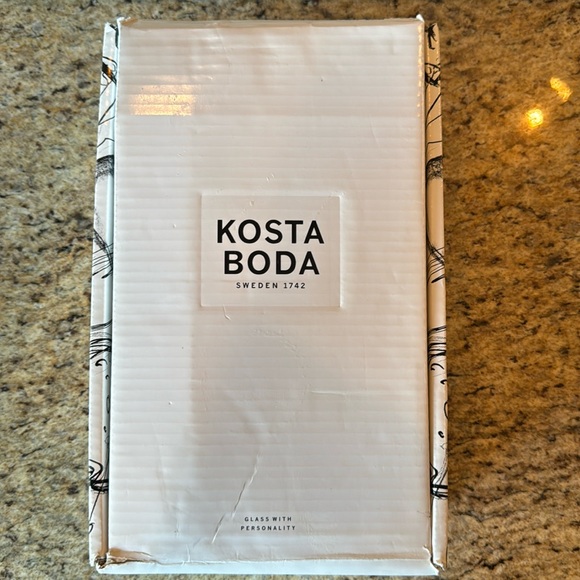 KOSTA
BODA
SWEDEN 1742
GLASS WITH
PERSONALITY